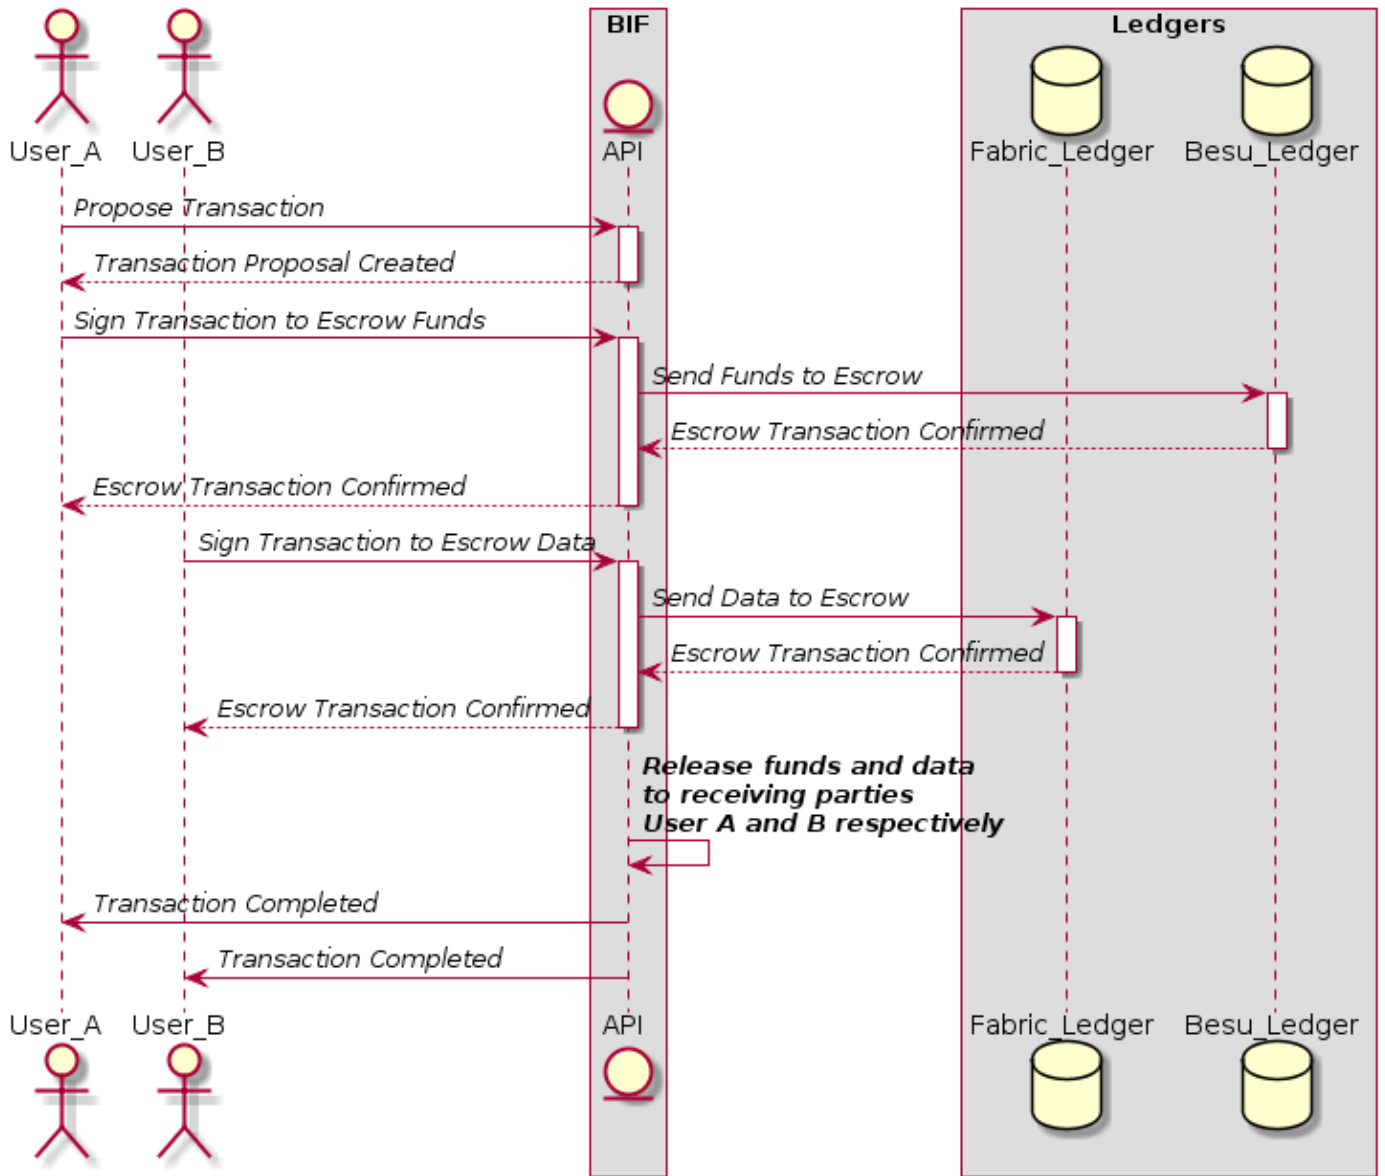 BIF
Ledgers
User_A
User_B
API
Fabric_Ledger
Besu_Ledger
Propose Transaction
Transaction Proposal Created
Sign Transaction to Escrow Funds
Send Funds to Escrow
Escrow Transaction Confirmed
Escrow Transaction Confirmed
Sign Transaction to Escrow Data
Send Data to Escrow
Escrow Transaction Confirmed
Escrow Transaction Confirmed
Release funds and data
to receiving parties
User A and B respectively
Transaction Completed
Transaction Completed
User_A
User_B
API
Fabric_Ledger
Besu_Ledger